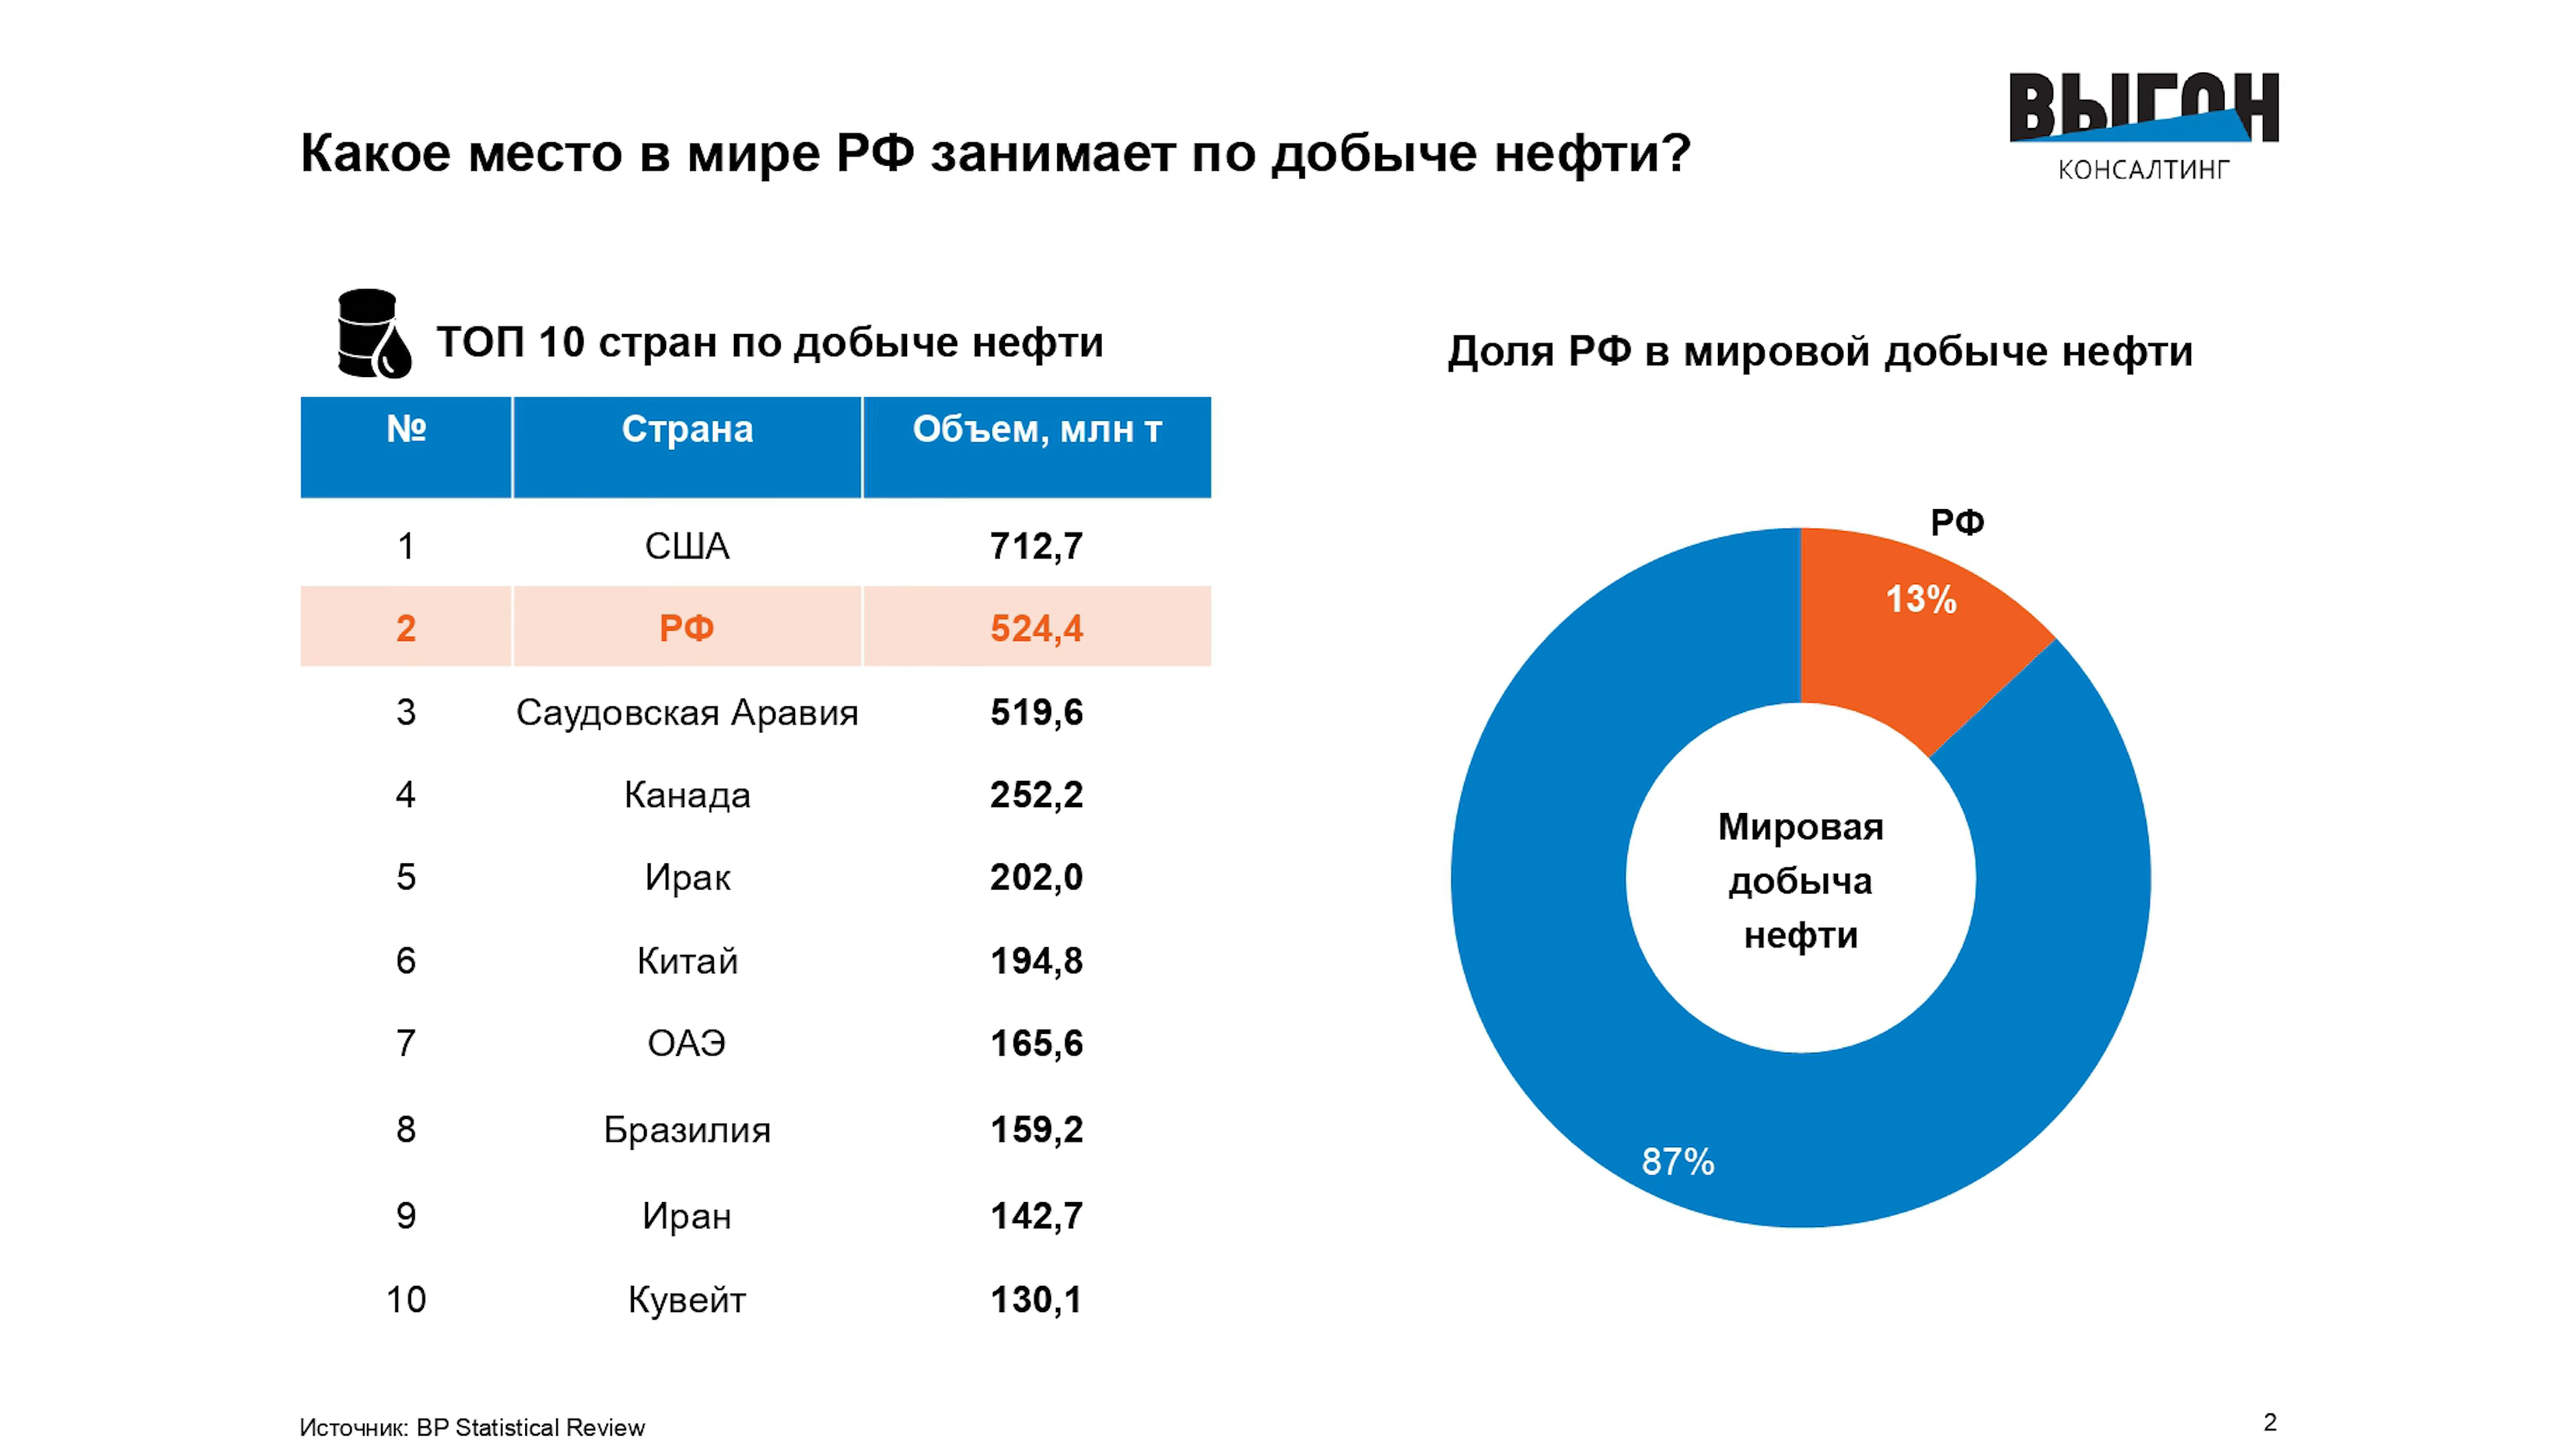 ВЫГОН
КОНСАЛТИНГ
Какое место в мире РФ занимает по добыче нефти?
ТОП 10 стран по добыче нефти
№ Страна Объем, млн т
1 США 712,7
2 РФ 524,4
3 Саудовская Аравия 519,6
4 Канада 252,2
5 Ирак 202,0
6 Китай 194,8
7 ОАЭ 165,6
8 Бразилия 159,2
9 Иран 142,7
10 Кувейт 130,1
Доля РФ в мировой добыче нефти
РФ
13%
Мировая
добыча
нефти
87%
Источник: BP Statistical Review
2